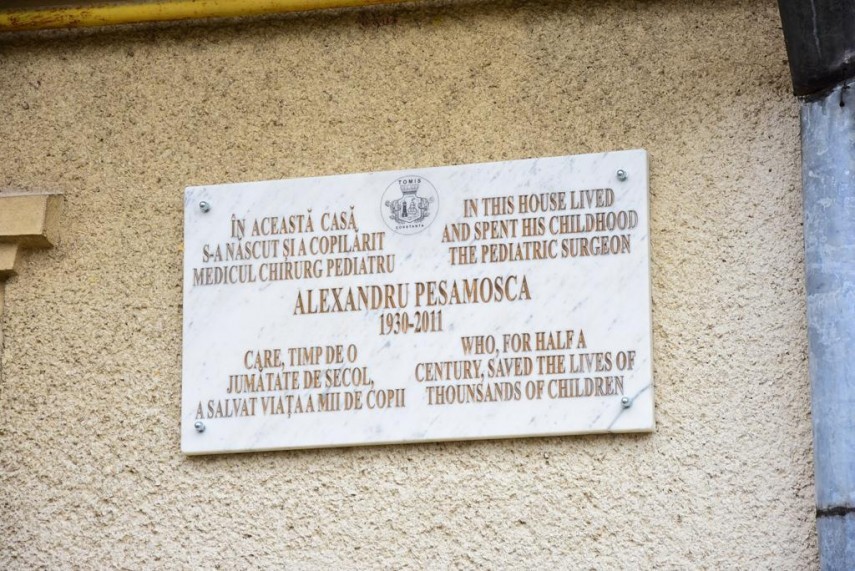 TOMIS
CONSTANTA
ÎN ACEASTĂ CASĂ
S-A NĂSCUT ȘI A COPILĂRIT
MEDICUL CHIRURG PEDIATRU
IN THIS HOUSE LIVED
AND SPENT HIS CHILDHOOD
THE PEDIATRIC SURGEON
ALEXANDRU PESAMOSCA
1930-2011
CARE, TIMP DE O
JUMĂTATE DE SECOL,
A SALVAT VIAȚA A MII DE COPII
WHO, FOR HALF A
CENTURY, SAVED THE LIVES OF
THOUNSANDS OF CHILDREN